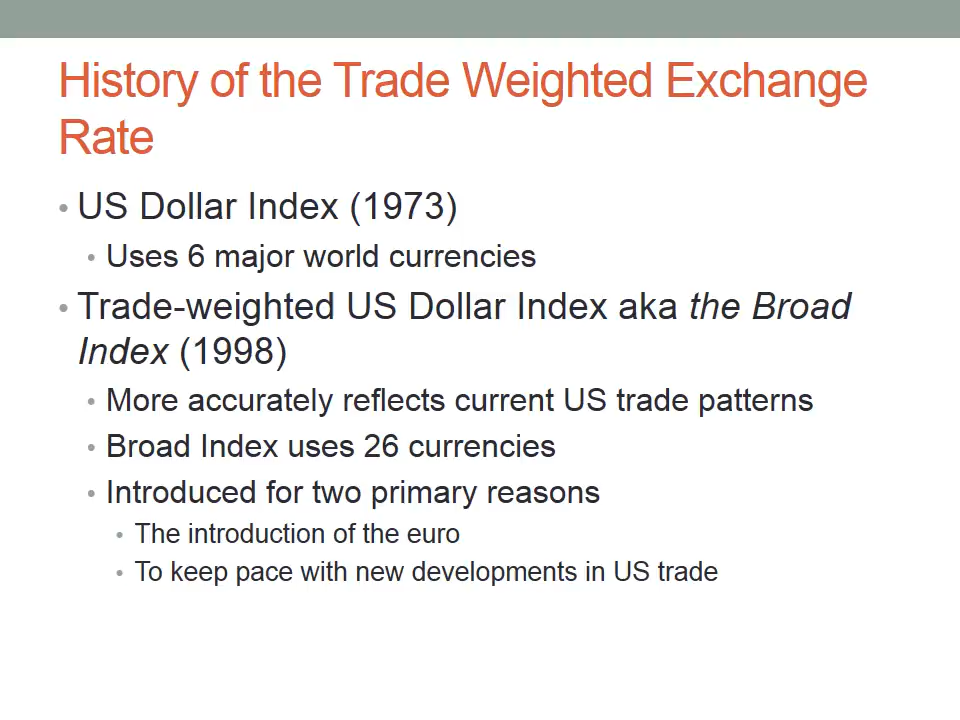 History of the Trade Weighted Exchange
Rate
• US Dollar Index (1973)
• Uses 6 major world currencies
• Trade-weighted US Dollar Index aka the Broad
Index (1998)
• More accurately reflects current US trade patterns
• Broad Index uses 26 currencies
• Introduced for two primary reasons
• The introduction of the euro
• To keep pace with new developments in US trade